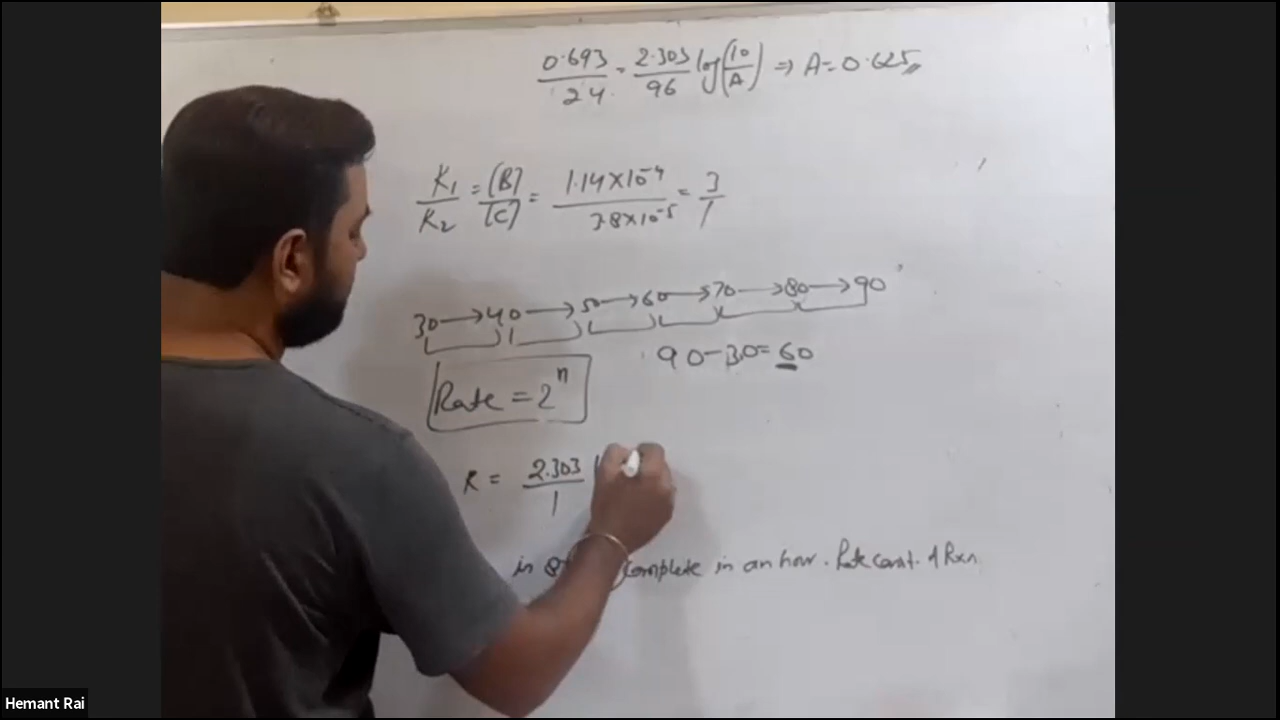 0.693/24 = 2.303/96 log(10/A) ⇒ A = 0.625
K1/K2 = [B]/[C] = 1.14×10⁻⁴/3.8×10⁻⁵ = 3/1
30 → 40 → 50 → 60 → 70 → 80 → 90
90-30=60
Rate = 2ⁿ
K = 2.303/1
in complete in an hour. Rate const. of Rxn.
Hemant Rai